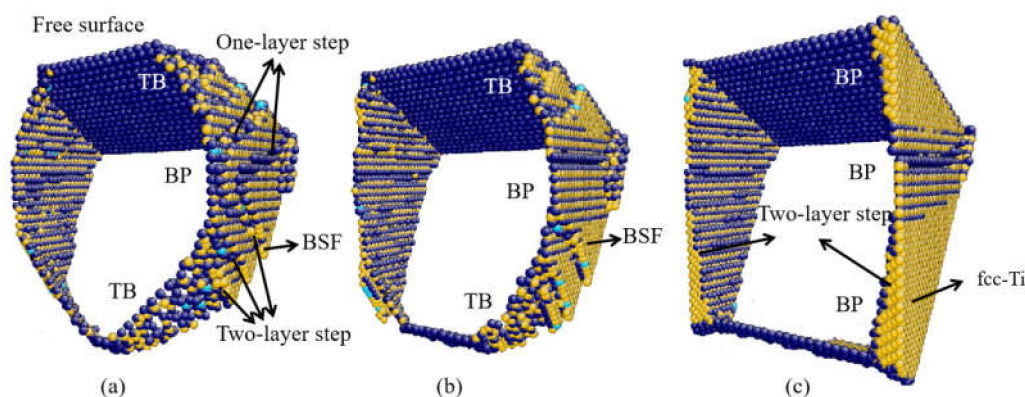 Free surface
One-layer step
TB
BP
BSF
TB
Two-layer step
(a)
TB
BP
BSF
TB
(b)
BP
BP
Two-layer step
fcc-Ti
BP
(c)